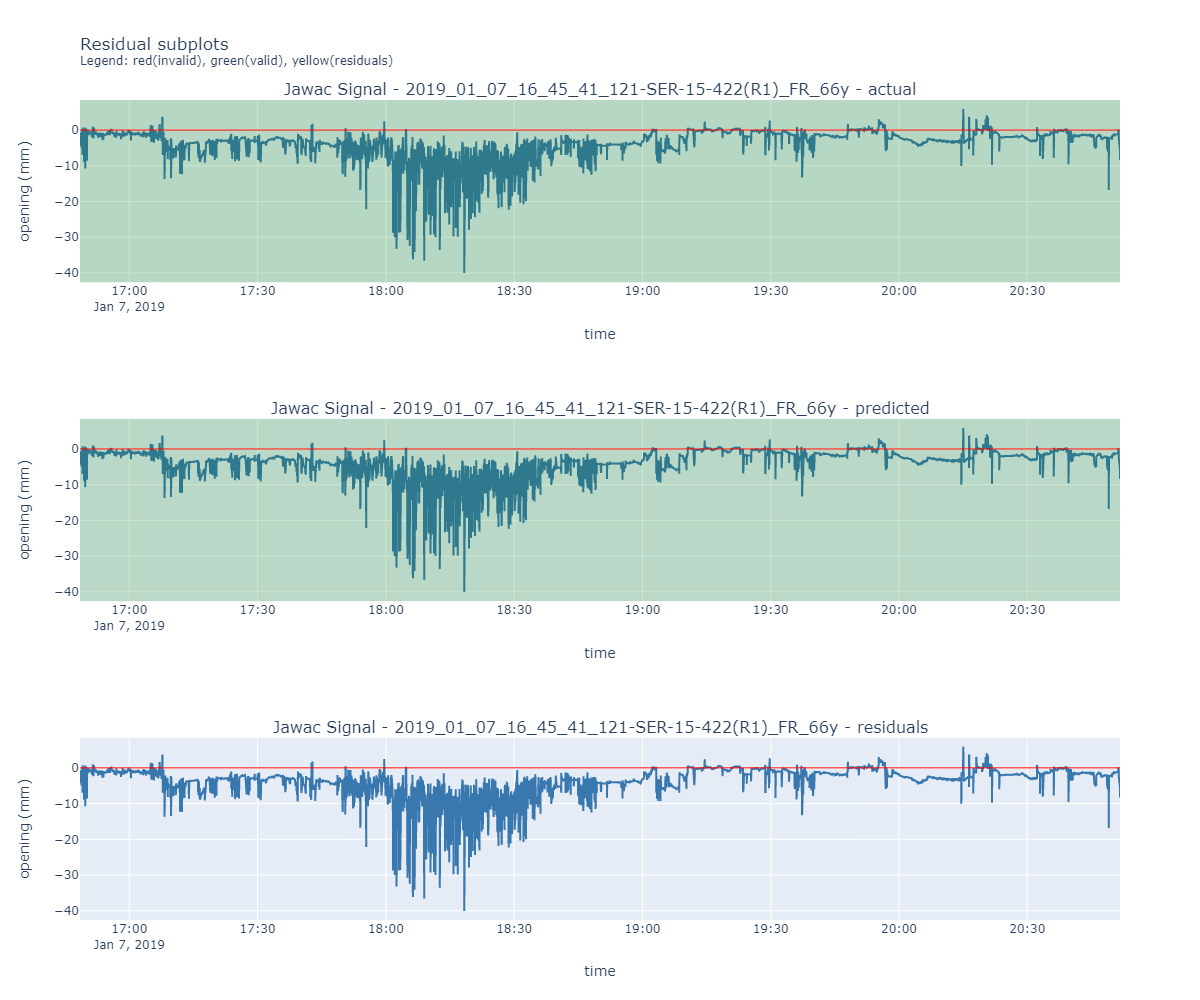 Residual subplots
Legend: red(invalid), green(valid), yellow(residuals)
Jawac Signal - 2019_01_07_16_45_41_121-SER-15-422(R1)_FR_66y - actual
0
−10
−20
−30
−40
opening (mm)
17:00 17:30 18:00 18:30 19:00 19:30 20:00 20:30
Jan 7, 2019
time
Jawac Signal - 2019_01_07_16_45_41_121-SER-15-422(R1)_FR_66y - predicted
0
−10
−20
−30
−40
opening (mm)
17:00 17:30 18:00 18:30 19:00 19:30 20:00 20:30
Jan 7, 2019
time
Jawac Signal - 2019_01_07_16_45_41_121-SER-15-422(R1)_FR_66y - residuals
0
−10
−20
−30
−40
opening (mm)
17:00 17:30 18:00 18:30 19:00 19:30 20:00 20:30
Jan 7, 2019
time